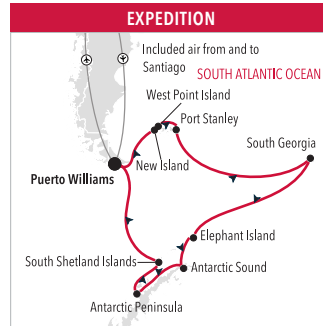 EXPEDITION
Included air from and to
Santiago
SOUTH ATLANTIC OCEAN
West Point Island
Port Stanley
New Island
South Georgia
Puerto Williams
Elephant Island
South Shetland Islands
Antarctic Sound
Antarctic Peninsula